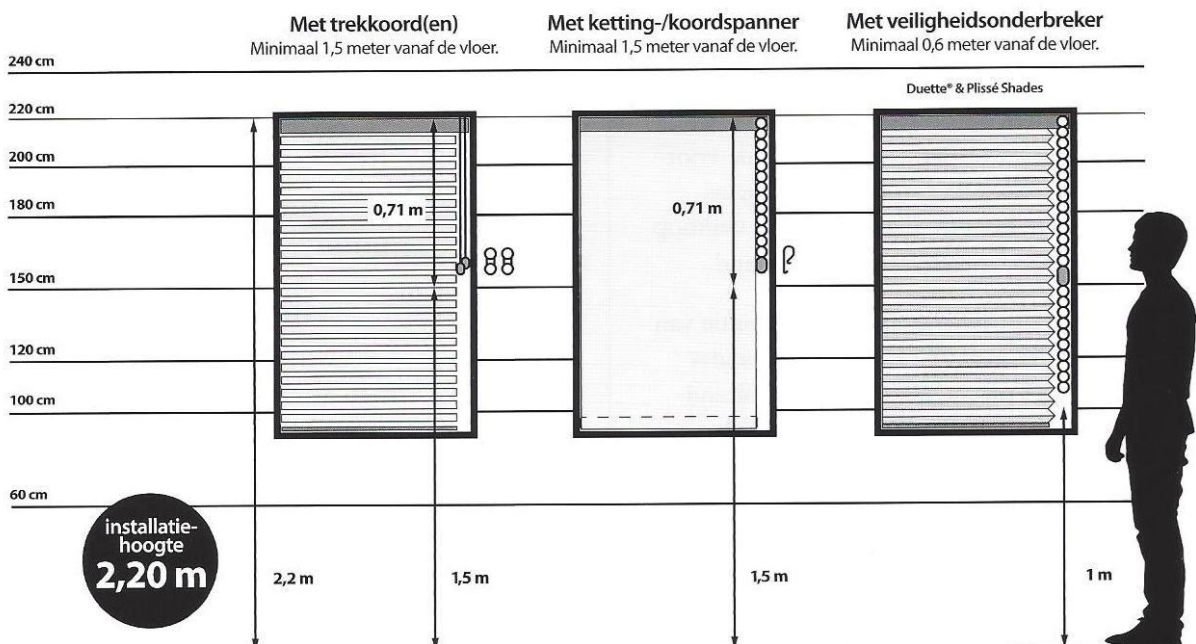 Met trekkoord(en)
Minimaal 1,5 meter vanaf de vloer.
Met ketting-/koordspanner
Minimaal 1,5 meter vanaf de vloer.
Met veiligheidsonderbreker
Minimaal 0,6 meter vanaf de vloer.
240 cm
Duette® & Plissé Shades
220 cm
200 cm
180 cm
0,71 m
0,71 m
150 cm
120 cm
100 cm
60 cm
installatie-
hoogte
2,20 m
2,2 m
1,5 m
1,5 m
1 m